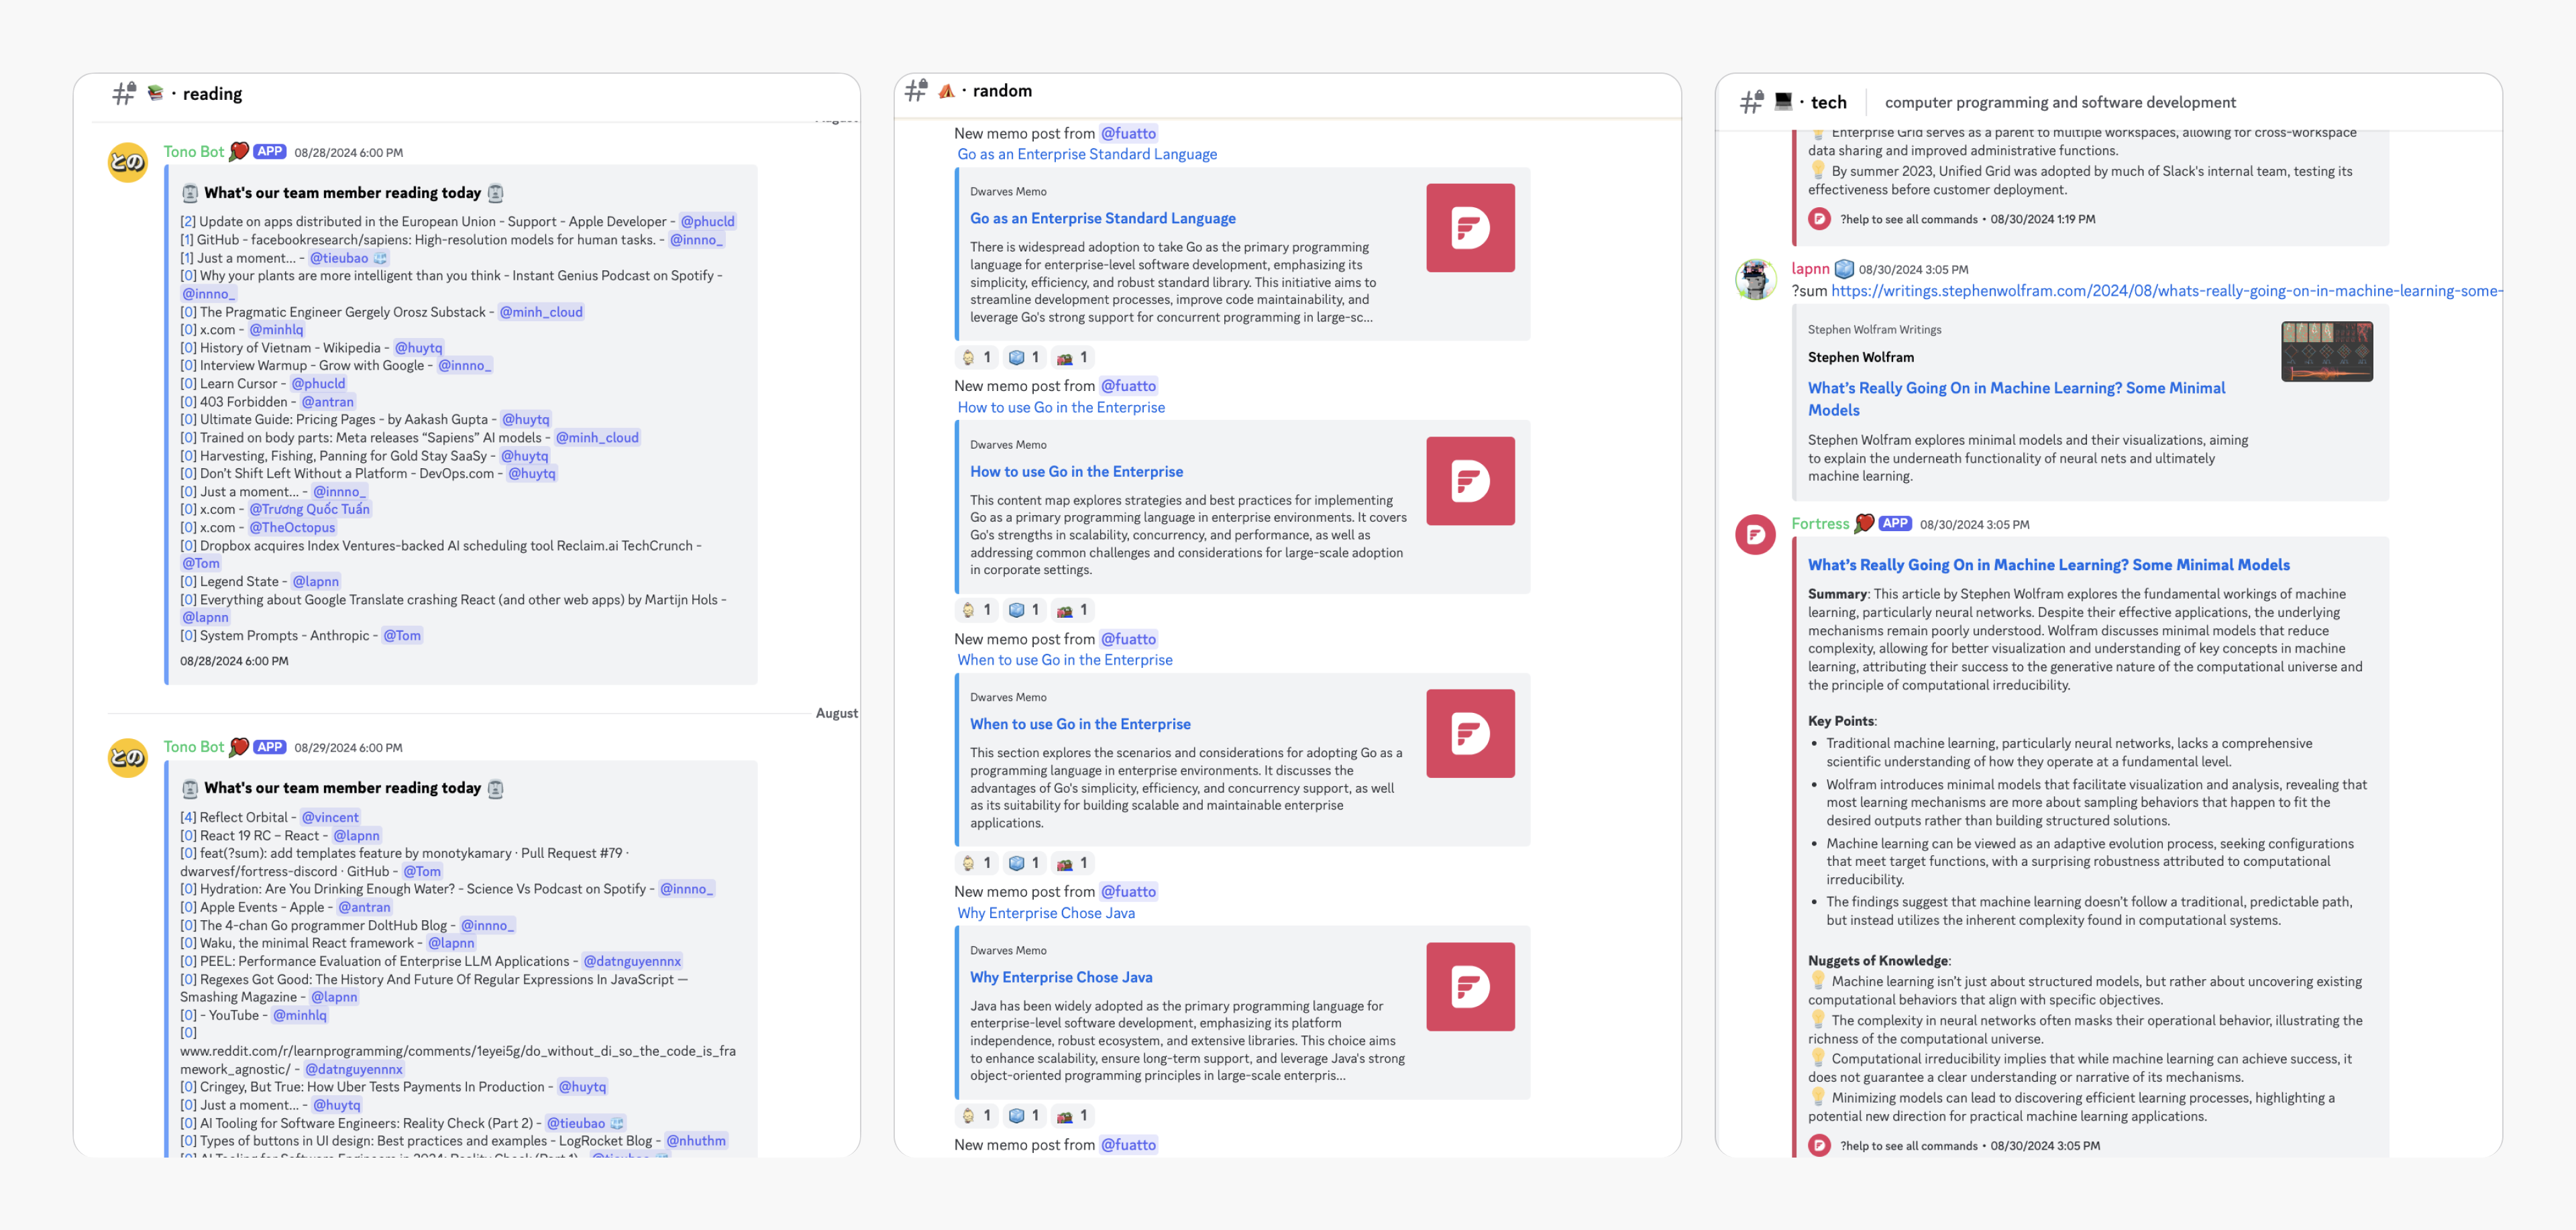 · reading
August
Tono Bot APP 08/28/2024 6:00 PM
What's our team member reading today
[2] Update on apps distributed in the European Union - Support - Apple Developer - @phucld
[1] GitHub - facebookresearch/sapiens: High-resolution models for human tasks. - @innno_
[1] Just a moment... - @tieubao
[0] Why your plants are more intelligent than you think - Instant Genius Podcast on Spotify -
@innno_
[0] The Pragmatic Engineer Gergely Orosz Substack - @minh_cloud
[0] x.com - @minhlq
[0] History of Vietnam - Wikipedia - @huytq
[0] Interview Warmup - Grow with Google - @innno_
[0] Learn Cursor - @phucld
[0] 403 Forbidden - @antran
[0] Ultimate Guide: Pricing Pages - by Aakash Gupta - @huytq
[0] Trained on body parts: Meta releases “Sapiens” AI models - @minh_cloud
[0] Harvesting, Fishing, Panning for Gold Stay SaaSy - @huytq
[0] Don't Shift Left Without a Platform - DevOps.com - @huytq
[0] Just a moment... - @innno_
[0] x.com - @Trương Quốc Tuấn
[0] x.com - @TheOctopus
[0] Dropbox acquires Index Ventures-backed AI scheduling tool Reclaim.ai TechCrunch -
@Tom
[0] Legend State - @lapnn
[0] Everything about Google Translate crashing React (and other web apps) by Martijn Hols -
@lapnn
[0] System Prompts - Anthropic - @Tom
08/28/2024 6:00 PM
August
Tono Bot APP 08/29/2024 6:00 PM
What's our team member reading today
[4] Reflect Orbital - @vincent
[0] React 19 RC – React - @lapnn
[0] feat(?sum): add templates feature by monotykamary · Pull Request #79 ·
dwarvesf/fortress-discord · GitHub - @Tom
[0] Hydration: Are You Drinking Enough Water? - Science Vs Podcast on Spotify - @innno_
[0] Apple Events - Apple - @antran
[0] The 4-chan Go programmer DoltHub Blog - @innno_
[0] Waku, the minimal React framework - @lapnn
[0] PEEL: Performance Evaluation of Enterprise LLM Applications - @datnguyennnx
[0] Regexes Got Good: The History And Future Of Regular Expressions In JavaScript —
Smashing Magazine - @lapnn
[0] - YouTube - @minhlq
[0]
www.reddit.com/r/learnprogramming/comments/1eyei5g/do_without_di_so_the_code_is_fra
mework_agnostic/ - @datnguyennnx
[0] Cringey, But True: How Uber Tests Payments In Production - @huytq
[0] Just a moment... - @huytq
[0] AI Tooling for Software Engineers: Reality Check (Part 2) - @tieubao
[0] Types of buttons in UI design: Best practices and examples - LogRocket Blog - @nhuthm
[0] AI Tooling for Software Engineers in 2024: Reality Check (Part 1) - @tieubao
· random
New memo post from @fuatto
Go as an Enterprise Standard Language
Dwarves Memo
Go as an Enterprise Standard Language
There is widespread adoption to take Go as the primary programming
language for enterprise-level software development, emphasizing its
simplicity, efficiency, and robust standard library. This initiative aims to
streamline development processes, improve code maintainability, and
leverage Go's strong support for concurrent programming in large-sc...
1 1 1
New memo post from @fuatto
How to use Go in the Enterprise
Dwarves Memo
How to use Go in the Enterprise
This content map explores strategies and best practices for implementing
Go as a primary programming language in enterprise environments. It covers
Go's strengths in scalability, concurrency, and performance, as well as
addressing common challenges and considerations for large-scale adoption
in corporate settings.
1 1 1
New memo post from @fuatto
When to use Go in the Enterprise
Dwarves Memo
When to use Go in the Enterprise
This section explores the scenarios and considerations for adopting Go as a
programming language in enterprise environments. It discusses the
advantages of Go's simplicity, efficiency, and concurrency support, as well
as its suitability for building scalable and maintainable enterprise
applications.
1 1 1
New memo post from @fuatto
Why Enterprise Chose Java
Dwarves Memo
Why Enterprise Chose Java
Java has been widely adopted as the primary programming language for
enterprise-level software development, emphasizing its platform
independence, robust ecosystem, and extensive libraries. This choice aims
to enhance scalability, ensure long-term support, and leverage Java's strong
object-oriented programming principles in large-scale enterpris...
1 1 1
New memo post from @fuatto
· tech computer programming and software development
Enterprise Grid serves as a parent to multiple workspaces, allowing for cross-workspace
data sharing and improved administrative functions.
By summer 2023, Unified Grid was adopted by much of Slack's internal team, testing its
effectiveness before customer deployment.
?help to see all commands • 08/30/2024 1:19 PM
lapnn 08/30/2024 3:05 PM
?sum https://writings.stephenwolfram.com/2024/08/whats-really-going-on-in-machine-learning-some-
Stephen Wolfram Writings
Stephen Wolfram
What’s Really Going On in Machine Learning? Some Minimal
Models
Stephen Wolfram explores minimal models and their visualizations, aiming
to explain the underneath functionality of neural nets and ultimately
machine learning.
Fortress APP 08/30/2024 3:05 PM
What’s Really Going On in Machine Learning? Some Minimal Models
Summary: This article by Stephen Wolfram explores the fundamental workings of machine
learning, particularly neural networks. Despite their effective applications, the underlying
mechanisms remain poorly understood. Wolfram discusses minimal models that reduce
complexity, allowing for better visualization and understanding of key concepts in machine
learning, attributing their success to the generative nature of the computational universe and
the principle of computational irreducibility.
Key Points:
• Traditional machine learning, particularly neural networks, lacks a comprehensive
scientific understanding of how they operate at a fundamental level.
• Wolfram introduces minimal models that facilitate visualization and analysis, revealing that
most learning mechanisms are more about sampling behaviors that happen to fit the
desired outputs rather than building structured solutions.
• Machine learning can be viewed as an adaptive evolution process, seeking configurations
that meet target functions, with a surprising robustness attributed to computational
irreducibility.
• The findings suggest that machine learning doesn't follow a traditional, predictable path,
but instead utilizes the inherent complexity found in computational systems.
Nuggets of Knowledge:
Machine learning isn't just about structured models, but rather about uncovering existing
computational behaviors that align with specific objectives.
The complexity in neural networks often masks their operational behavior, illustrating the
richness of the computational universe.
Computational irreducibility implies that while machine learning can achieve success, it
does not guarantee a clear understanding or narrative of its mechanisms.
Minimizing models can lead to discovering efficient learning processes, highlighting a
potential new direction for practical machine learning applications.
?help to see all commands • 08/30/2024 3:05 PM